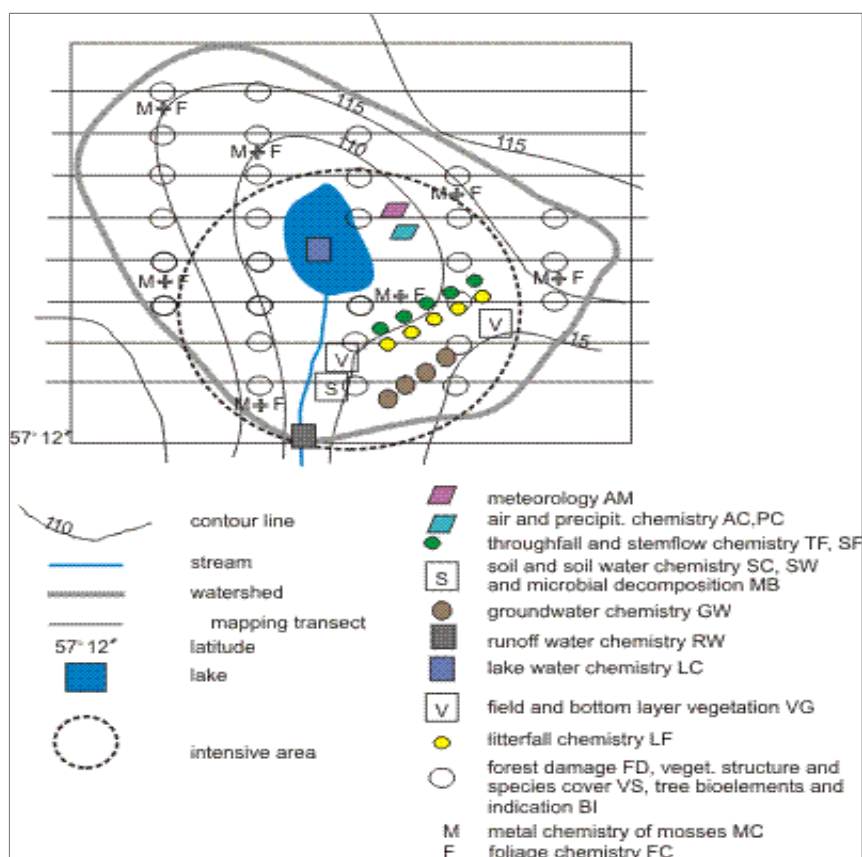 115
M F
110
115
M F
M F
M F
M F
M F
V
15
V
S
M F
57° 12″
110
contour line
stream
watershed
mapping transect
57° 12″
latitude
lake
intensive area
meteorology AM
air and precipit. chemistry AC,PC
throughfall and stemflow chemistry TF, SF
S
soil and soil water chemistry SC, SW
and microbial decomposition MB
groundwater chemistry GW
runoff water chemistry RW
lake water chemistry LC
V
field and bottom layer vegetation VG
litterfall chemistry LF
forest damage FD, veget. structure and
species cover VS, tree bioelements and
indication BI
M metal chemistry of mosses MC
F foliage chemistry FC